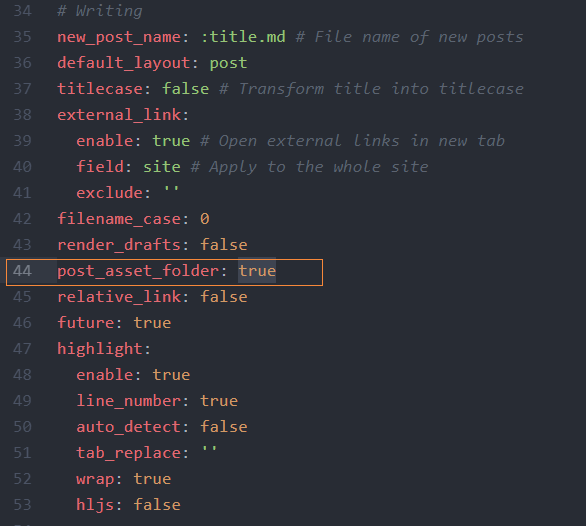 34 # Writing
35 new_post_name: :title.md # File name of new posts
36 default_layout: post
37 titlecase: false # Transform title into titlecase
38 external_link:
39 enable: true # Open external links in new tab
40 field: site # Apply to the whole site
41 exclude: ''
42 filename_case: 0
43 render_drafts: false
44 post_asset_folder: true
45 relative_link: false
46 future: true
47 highlight:
48 enable: true
49 line_number: true
50 auto_detect: false
51 tab_replace: ''
52 wrap: true
53 hljs: false